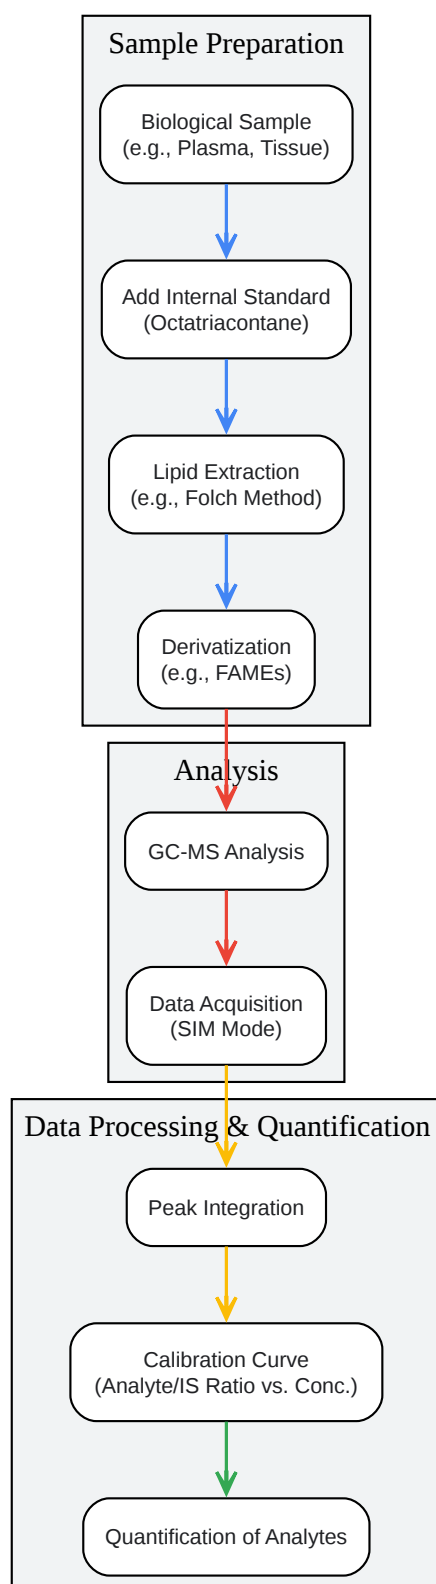 Sample Preparation
Biological Sample
(e.g., Plasma, Tissue)
Add Internal Standard
(Octatriacontane)
Lipid Extraction
(e.g., Folch Method)
Derivatization
(e.g., FAMEs)
Analysis
GC-MS Analysis
Data Acquisition
(SIM Mode)
Data Processing & Quantification
Peak Integration
Calibration Curve
(Analyte/IS Ratio vs. Conc.)
Quantification of Analytes